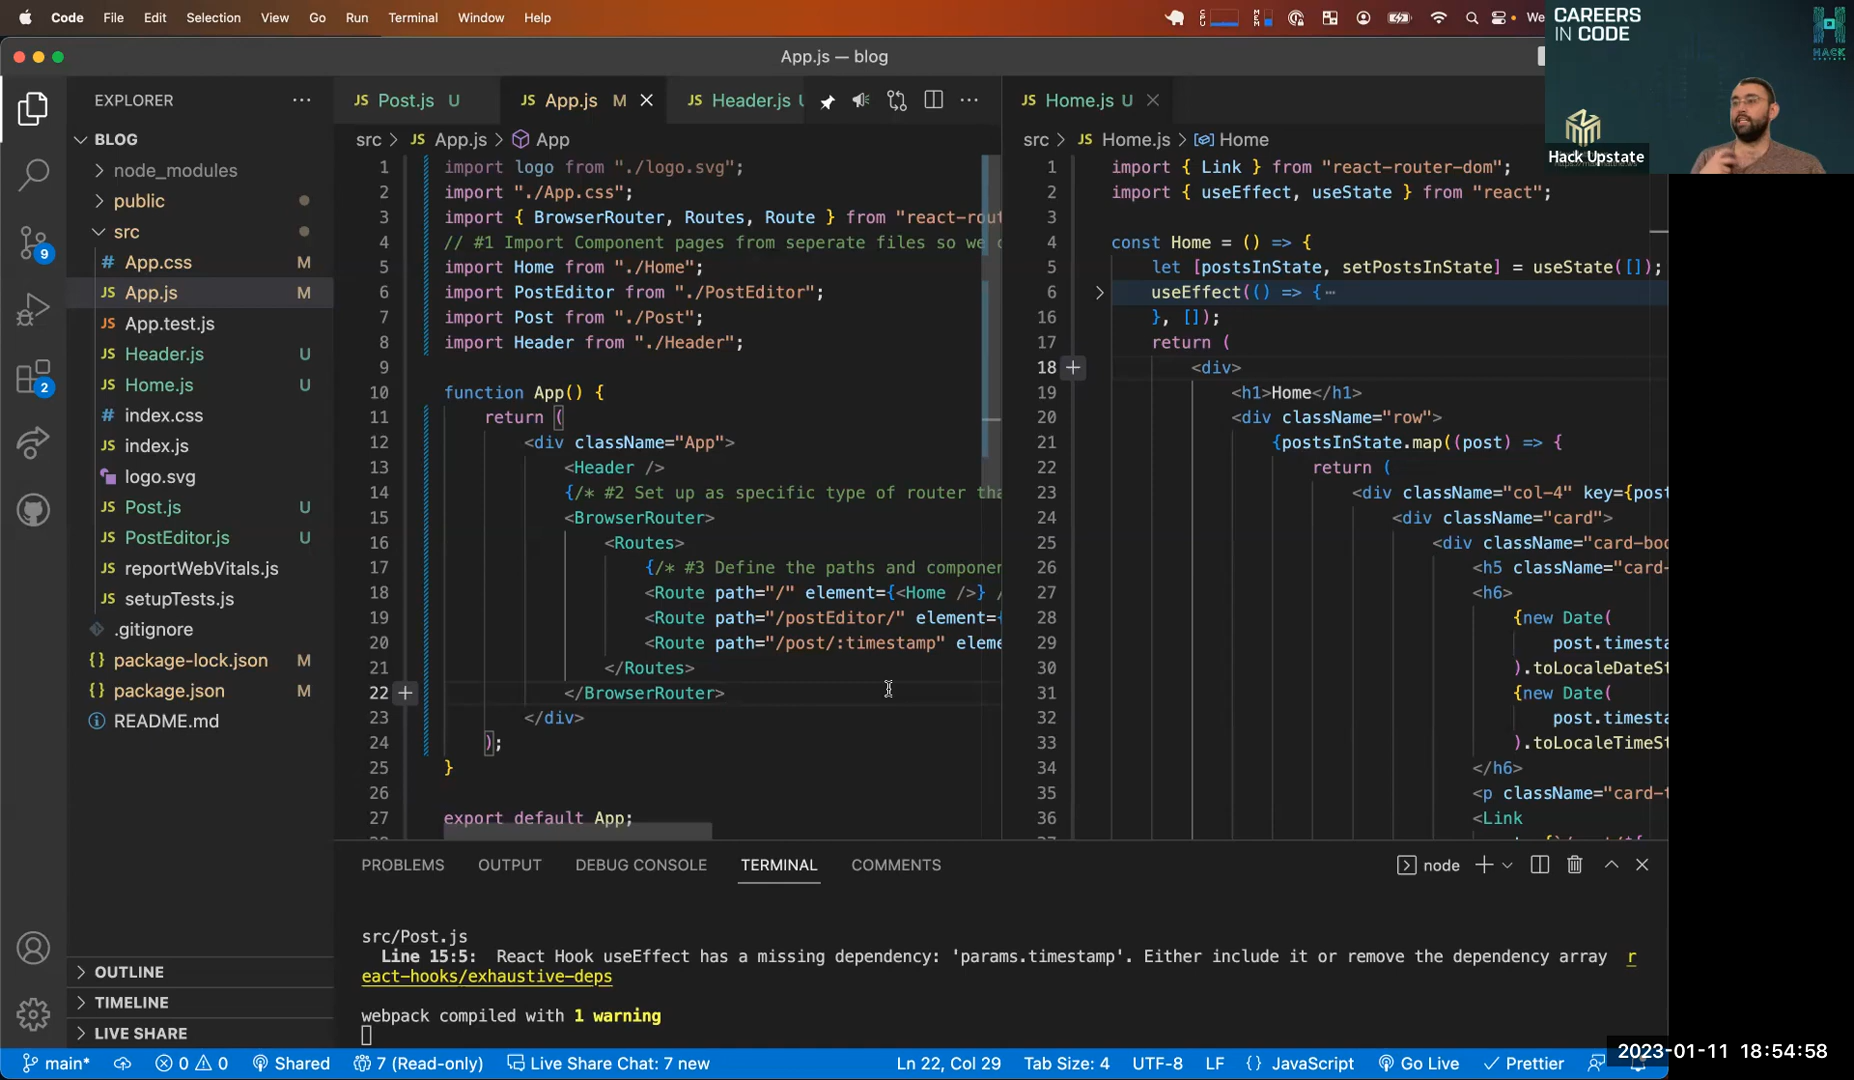 Code File Edit Selection View Go Run Terminal Window Help
CPU MEM We
CAREERS
IN CODE
HACK
UPSTATE
Hack Upstate
App.js — blog
EXPLORER
BLOG
node_modules
public
src
App.css M
App.js M
App.test.js
Header.js U
Home.js U
index.css
index.js
logo.svg
Post.js U
PostEditor.js U
reportWebVitals.js
setupTests.js
.gitignore
package-lock.json M
package.json M
README.md
OUTLINE
TIMELINE
LIVE SHARE
9
2
Post.js U App.js M Header.js U
src > App.js > App
1 import logo from "./logo.svg";
2 import "./App.css";
3 import { BrowserRouter, Routes, Route } from "react-rout
4 // #1 Import Component pages from seperate files so we c
5 import Home from "./Home";
6 import PostEditor from "./PostEditor";
7 import Post from "./Post";
8 import Header from "./Header";
9
10 function App() {
11 return (
12 <div className="App">
13 <Header />
14 {/* #2 Set up as specific type of router tha
15 <BrowserRouter>
16 <Routes>
17 {/* #3 Define the paths and componen
18 <Route path="/" element={<Home />} /
19 <Route path="/postEditor/" element={
20 <Route path="/post/:timestamp" eleme
21 </Routes>
22 </BrowserRouter>
23 </div>
24 );
25 }
26
27 export default App;
Home.js U
src > Home.js > Home
1 import { Link } from "react-router-dom";
2 import { useEffect, useState } from "react";
3
4 const Home = () => {
5 let [postsInState, setPostsInState] = useState([]);
6 useEffect(() => {⋯
16 }, []);
17 return (
18 <div>
19 <h1>Home</h1>
20 <div className="row">
21 {postsInState.map((post) => {
22 return (
23 <div className="col-4" key={post
24 <div className="card">
25 <div className="card-bod
26 <h5 className="card-
27 <h6>
28 {new Date(
29 post.timesta
30 ).toLocaleDateSt
31 {new Date(
32 post.timesta
33 ).toLocaleTimeSt
34 </h6>
35 <p className="card-t
36 <Link
PROBLEMS OUTPUT DEBUG CONSOLE TERMINAL COMMENTS
node
src/Post.js
Line 15:5: React Hook useEffect has a missing dependency: 'params.timestamp'. Either include it or remove the dependency array r
eact-hooks/exhaustive-deps
webpack compiled with 1 warning
main* 0 0 Shared 7 (Read-only) Live Share Chat: 7 new Ln 22, Col 29 Tab Size: 4 UTF-8 LF {} JavaScript Go Live Prettier
2023-01-11 18:54:58